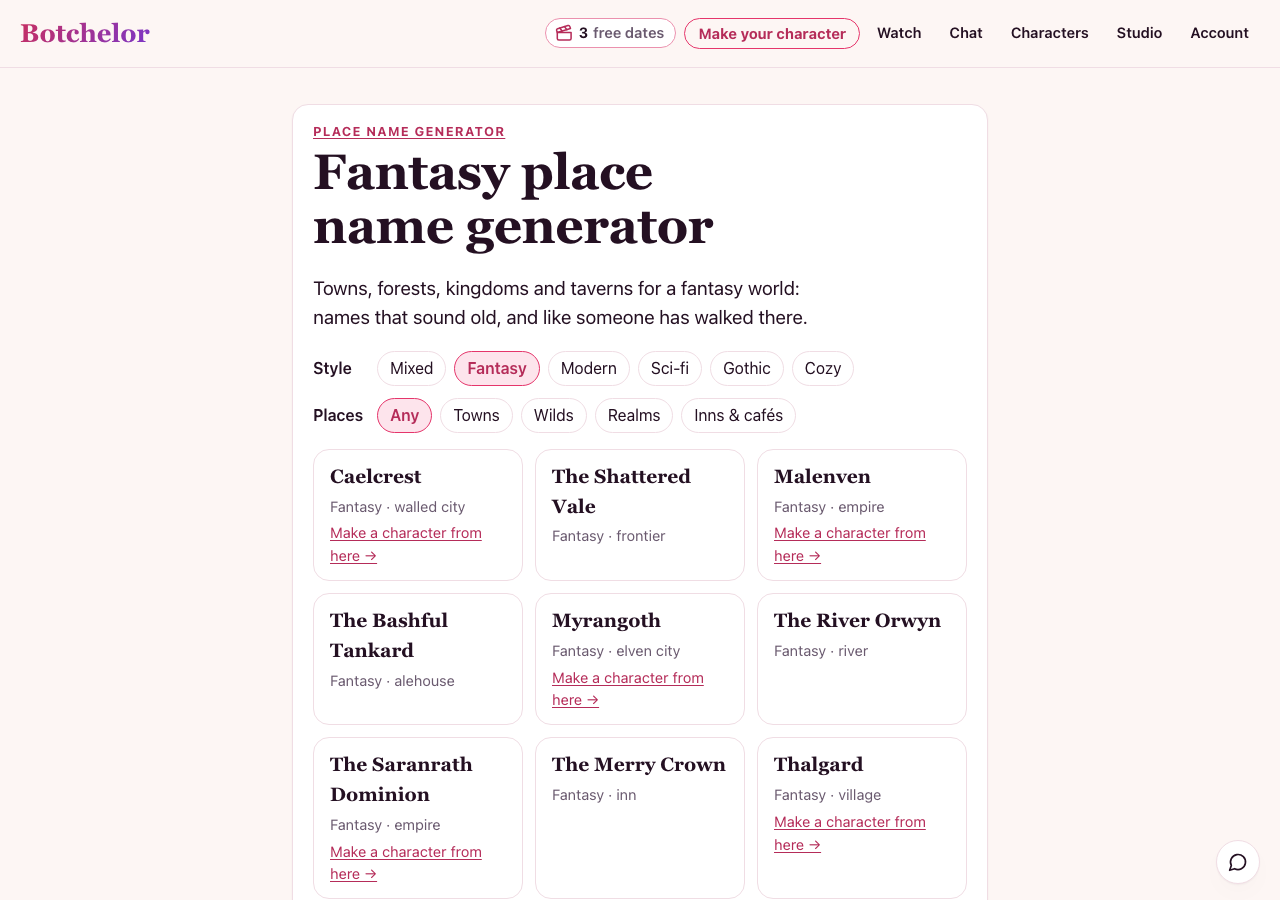 Botchelor
3 free dates
Make your character
Watch
Chat
Characters
Studio
Account
PLACE NAME GENERATOR
Fantasy place
name generator
Towns, forests, kingdoms and taverns for a fantasy world:
names that sound old, and like someone has walked there.
Style
Mixed
Fantasy
Modern
Sci-fi
Gothic
Cozy
Places
Any
Towns
Wilds
Realms
Inns & cafés
Caelcrest
Fantasy · walled city
Make a character from
here →
The Shattered
Vale
Fantasy · frontier
Malenven
Fantasy · empire
Make a character from
here →
The Bashful
Tankard
Fantasy · alehouse
Myrangoth
Fantasy · elven city
Make a character from
here →
The River Orwyn
Fantasy · river
The Saranrath
Dominion
Fantasy · empire
Make a character from
here →
The Merry Crown
Fantasy · inn
Thalgard
Fantasy · village
Make a character from
here →